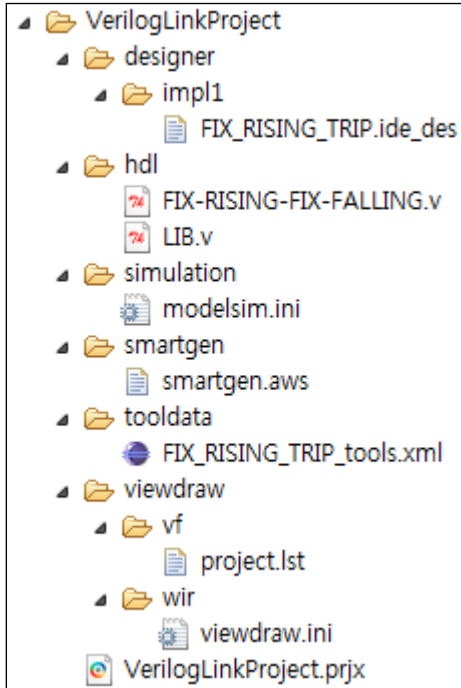 VerilogLinkProject
designer
impl1
FIX_RISING_TRIP.ide_des
hdl
FIX-RISING-FIX-FALLING.v
LIB.v
simulation
modelsim.ini
smartgen
smartgen.aws
tooldata
FIX_RISING_TRIP_tools.xml
viewdraw
vf
project.lst
wir
viewdraw.ini
VerilogLinkProject.prjx